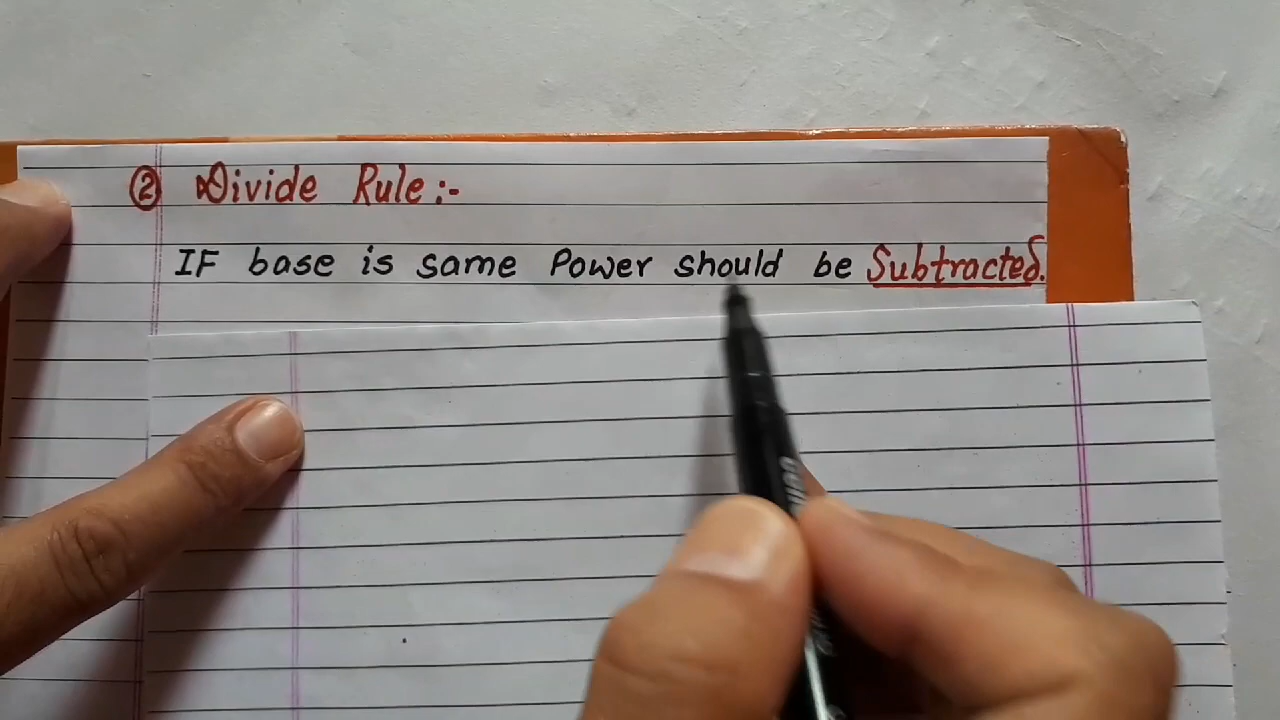 ② Divide Rule :-
IF base is same Power should be Subtracted.